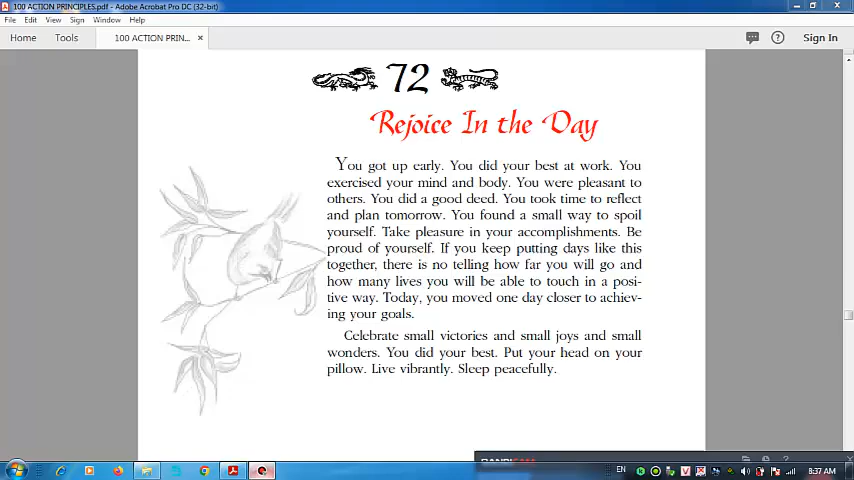 100 ACTION PRINCIPLES.pdf - Adobe Acrobat Pro DC (32-bit)
File Edit View Sign Window Help
Home Tools 100 ACTION PRIN... × Sign In
72
Rejoice In the Day
You got up early. You did your best at work. You
exercised your mind and body. You were pleasant to
others. You did a good deed. You took time to reflect
and plan tomorrow. You found a small way to spoil
yourself. Take pleasure in your accomplishments. Be
proud of yourself. If you keep putting days like this
together, there is no telling how far you will go and
how many lives you will be able to touch in a posi-
tive way. Today, you moved one day closer to achiev-
ing your goals.
Celebrate small victories and small joys and small
wonders. You did your best. Put your head on your
pillow. Live vibrantly. Sleep peacefully.
EN 8:37 AM